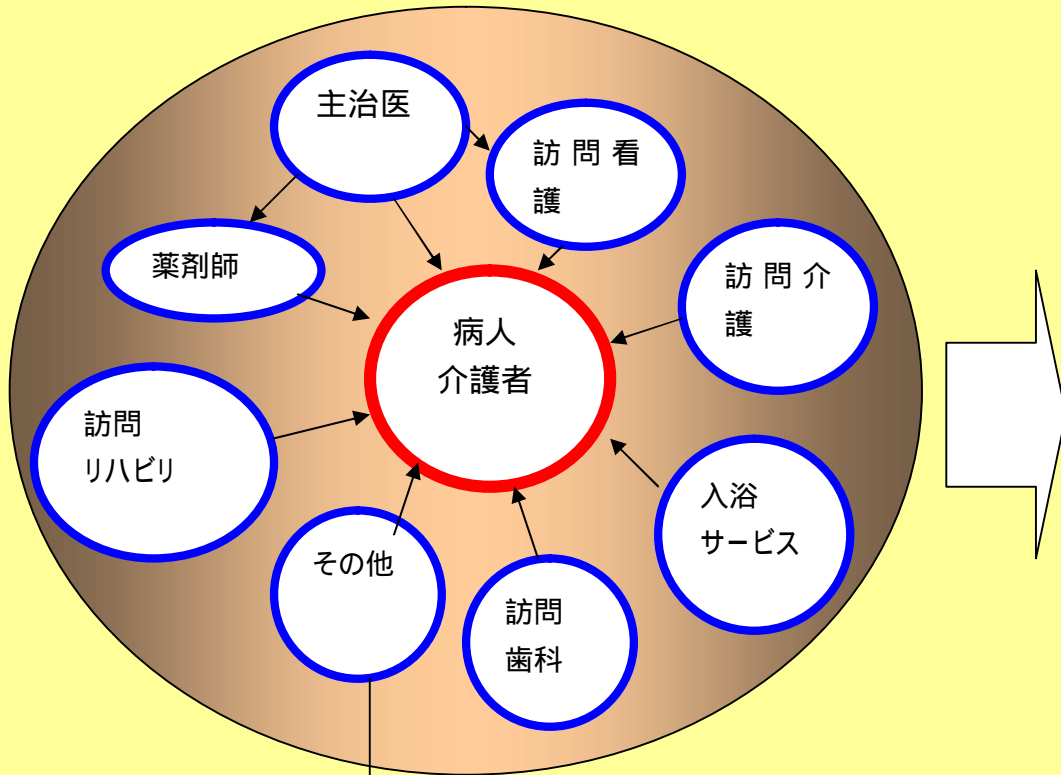 主治医
訪問看
護
薬剤師
訪問介
護
病人
介護者
訪問
リハビリ
入浴
サービス
その他
訪問
歯科